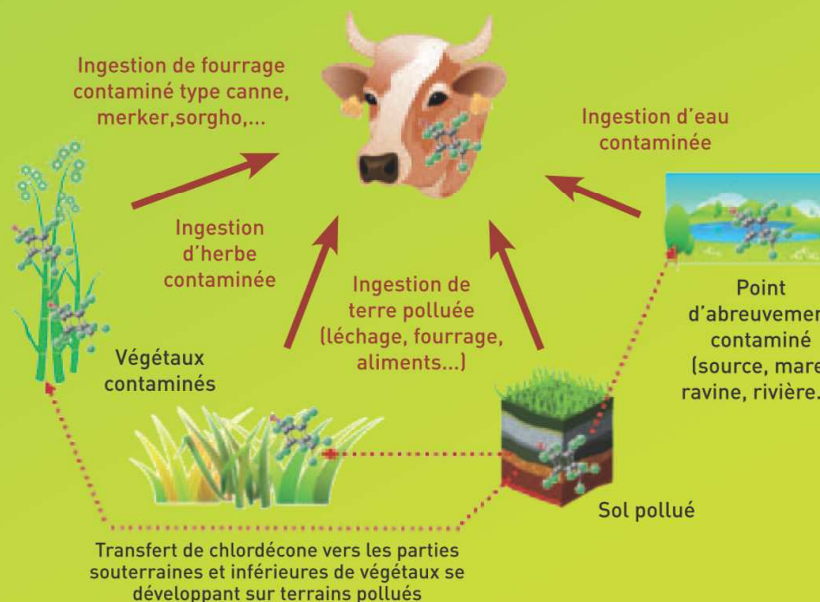 Ingestion de fourrage
contaminé type canne,
merker,sorgho,...
Ingestion d'eau
contaminée
Ingestion
d'herbe
contaminée
Ingestion de
terre polluée
(léchage, fourrage,
aliments...)
Végétaux
contaminés
Point
d'abreuvemen
contaminé
(source, mare
ravine, rivière.
Sol pollué
Transfert de chlordécone vers les parties
souterraines et inférieures de végétaux se
développant sur terrains pollués